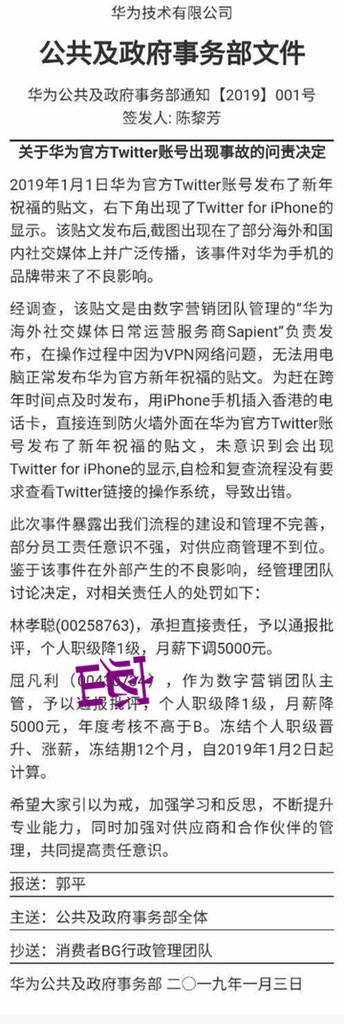 华为技术有限公司
公共及政府事务部文件
华为公共及政府事务部通知【2019】001号
签发人: 陈黎芳
关于华为官方Twitter账号出现事故的问责决定
2019年1月1日华为官方Twitter账号发布了新年
祝福的贴文，右下角出现了Twitter for iPhone的
显示。该贴文发布后,截图出现在了部分海外和国
内社交媒体上并广泛传播，该事件对华为手机的
品牌带来了不良影响。
经调查，该贴文是由数字营销团队管理的“华为
海外社交媒体日常运营服务商Sapient”负责发
布，在操作过程中因为VPN网络问题，无法用电
脑正常发布华为官方新年祝福的贴文。为赶在跨
年时间点及时发布，用iPhone手机插入香港的电
话卡，直接连到防火墙外面在华为官方Twitter账
号发布了新年祝福的贴文，未意识到会出现
Twitter for iPhone的显示,自检和复查流程没有要
求查看Twitter链接的操作系统，导致出错。
此次事件暴露出我们流程的建设和管理不完善，
部分员工责任意识不强，对供应商管理不到位。
鉴于该事件在外部产生的不良影响，经管理团队
讨论决定，对相关责任人的处罚如下：
林孝聪(00258763)，承担直接责任，予以通报批
评，个人职级降1级，月薪下调5000元。
屈凡利（ ），作为数字营销团队主
管，予以通报批评，个人职级降1级，月薪降
5000元，年度考核不高于B。冻结个人职级晋
升、涨薪，冻结期12个月，自2019年1月2日起
计算。
希望大家引以为戒，加强学习和反思，不断提升
专业能力，同时加强对供应商和合作伙伴的管
理，共同提高责任意识。
报送：郭平
主送：公共及政府事务部全体
抄送：消费者BG行政管理团队
华为公共及政府事务部 二〇一九年一月三日